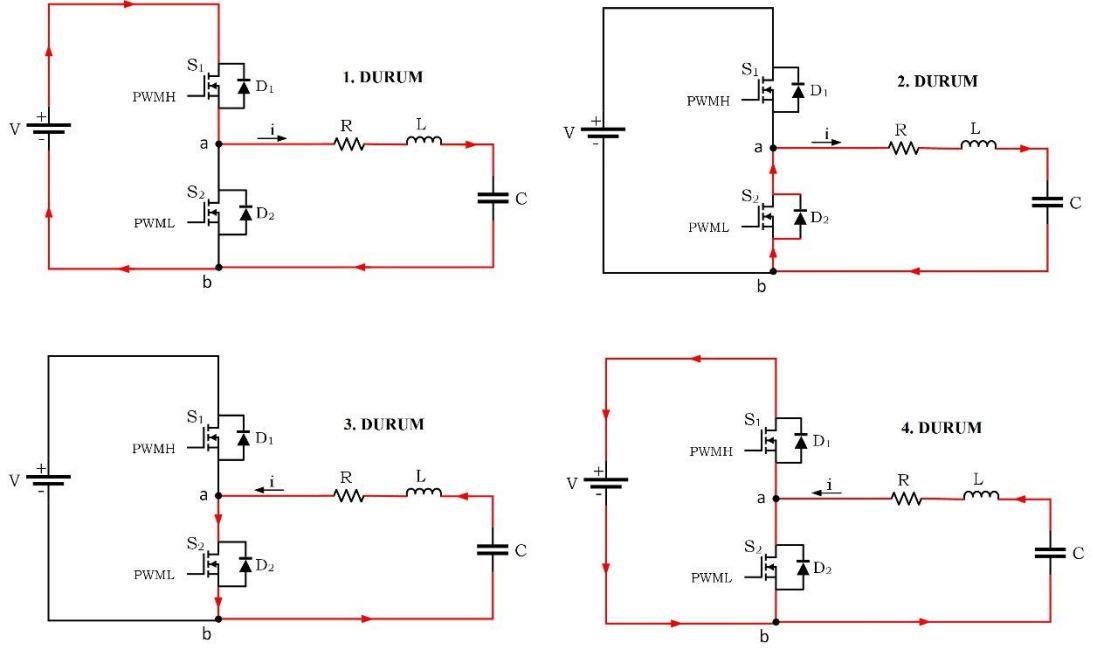 S1
D1
1. DURUM
PWMH
V
+
-
a
i
R
L
S2
D2
PWML
C
b
S1
D1
2. DURUM
PWMH
V
+
-
a
i
R
L
S2
D2
PWML
C
b
S1
D1
3. DURUM
PWMH
V
+
-
a
i
R
L
S2
D2
PWML
C
b
S1
D1
4. DURUM
PWMH
V
+
-
a
i
R
L
S2
D2
PWML
C
b